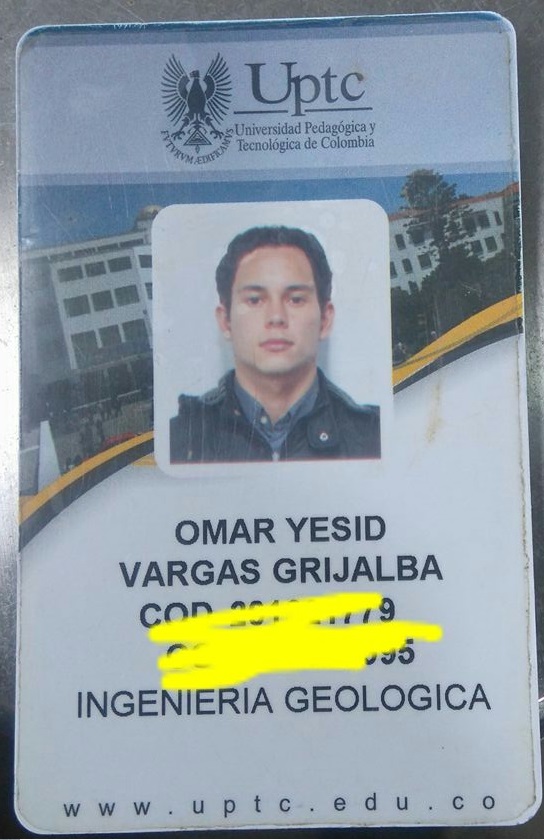 Uptc
Universidad Pedagógica y
Tecnológica de Colombia
OMAR YESID
VARGAS GRIJALBA
COD
INGENIERIA GEOLOGICA
www.uptc.edu.co